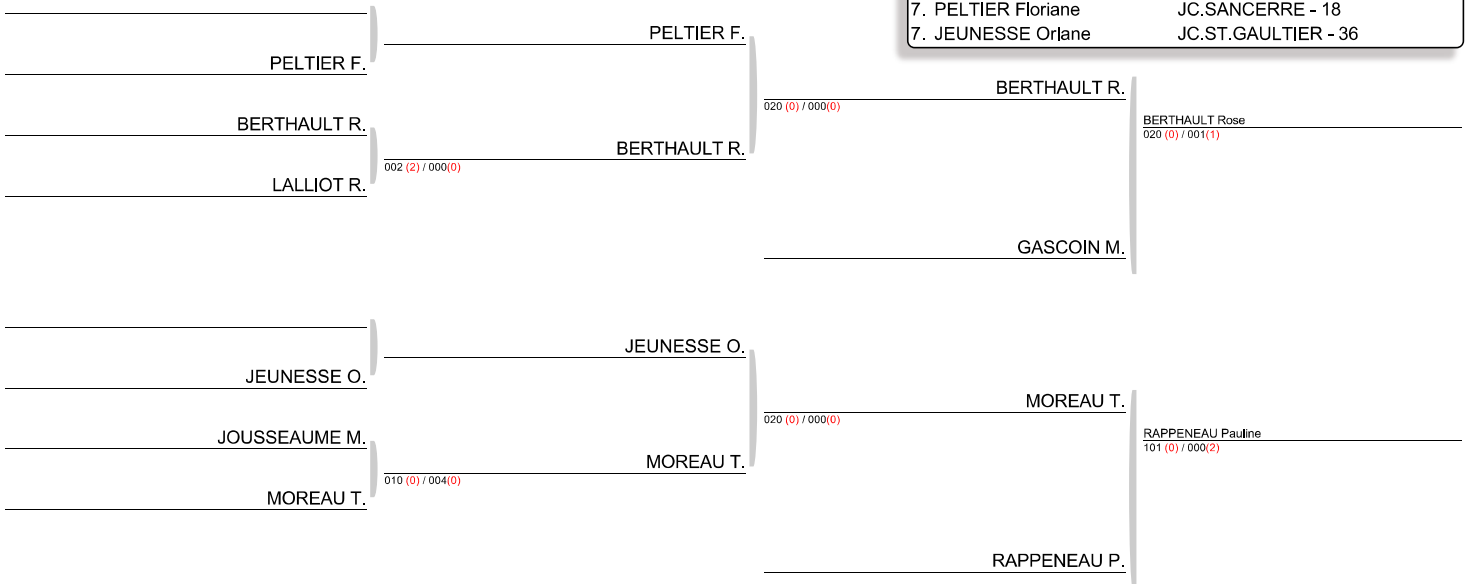 7. PELTIER Floriane JC.SANCERRE - 18
7. JEUNESSE Orlane JC.ST.GAULTIER - 36
PELTIER F.
PELTIER F.
BERTHAULT R.
020 (0) / 000(0)
BERTHAULT Rose
020 (0) / 001(1)
BERTHAULT R.
BERTHAULT R.
002 (2) / 000(0)
LALLIOT R.
GASCOIN M.
JEUNESSE O.
JEUNESSE O.
MOREAU T.
020 (0) / 000(0)
RAPPENEAU Pauline
101 (0) / 000(2)
JOUSSEAUME M.
MOREAU T.
010 (0) / 004(0)
MOREAU T.
RAPPENEAU P.